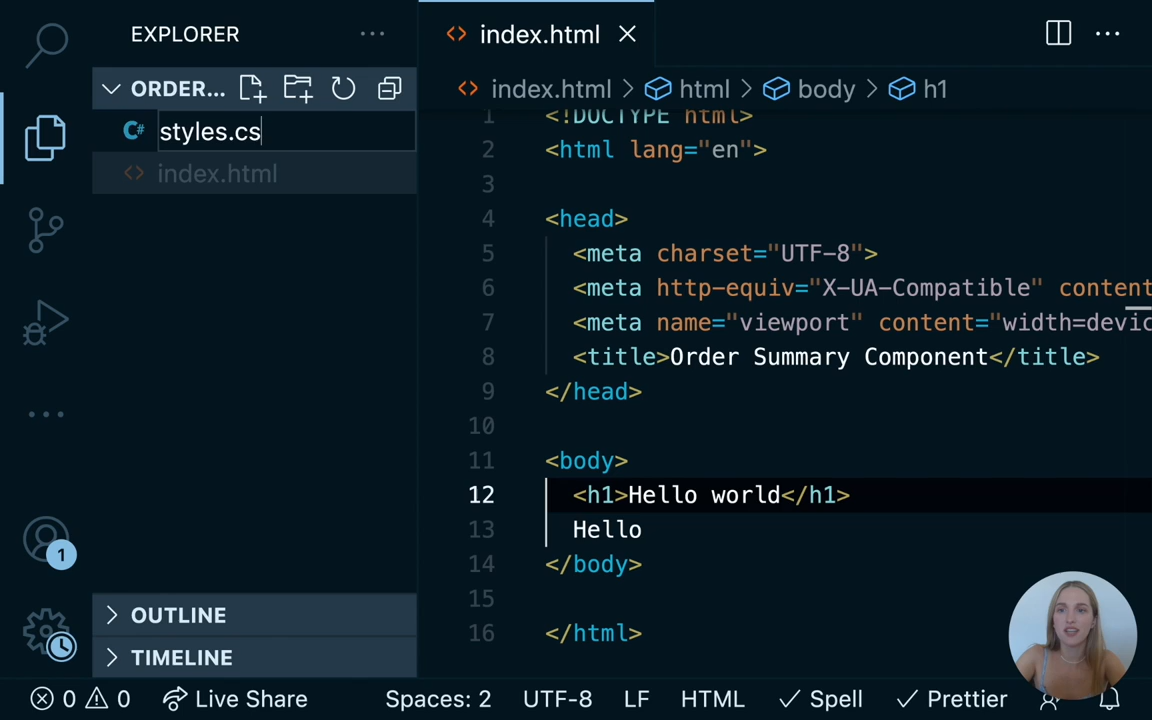 EXPLORER
index.html
ORDER...
C# styles.cs
index.html
index.html > html > body > h1
1 <!DOCTYPE html>
2 <html lang="en">
3
4 <head>
5 <meta charset="UTF-8">
6 <meta http-equiv="X-UA-Compatible" content
7 <meta name="viewport" content="width=devic
8 <title>Order Summary Component</title>
9 </head>
10
11 <body>
12 <h1>Hello world</h1>
13 Hello
14 </body>
15
16 </html>
1
OUTLINE
TIMELINE
0 0 Live Share Spaces: 2 UTF-8 LF HTML Spell Prettier